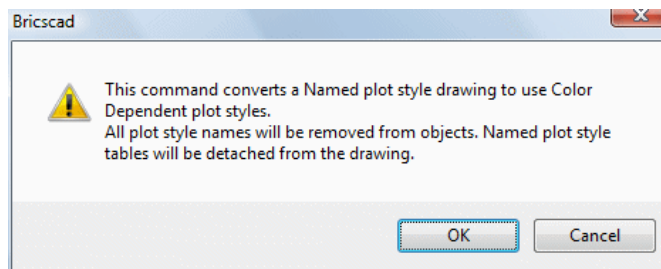 Bricscad
This command converts a Named plot style drawing to use Color
Dependent plot styles.
All plot style names will be removed from objects. Named plot style
tables will be detached from the drawing.
OK
Cancel